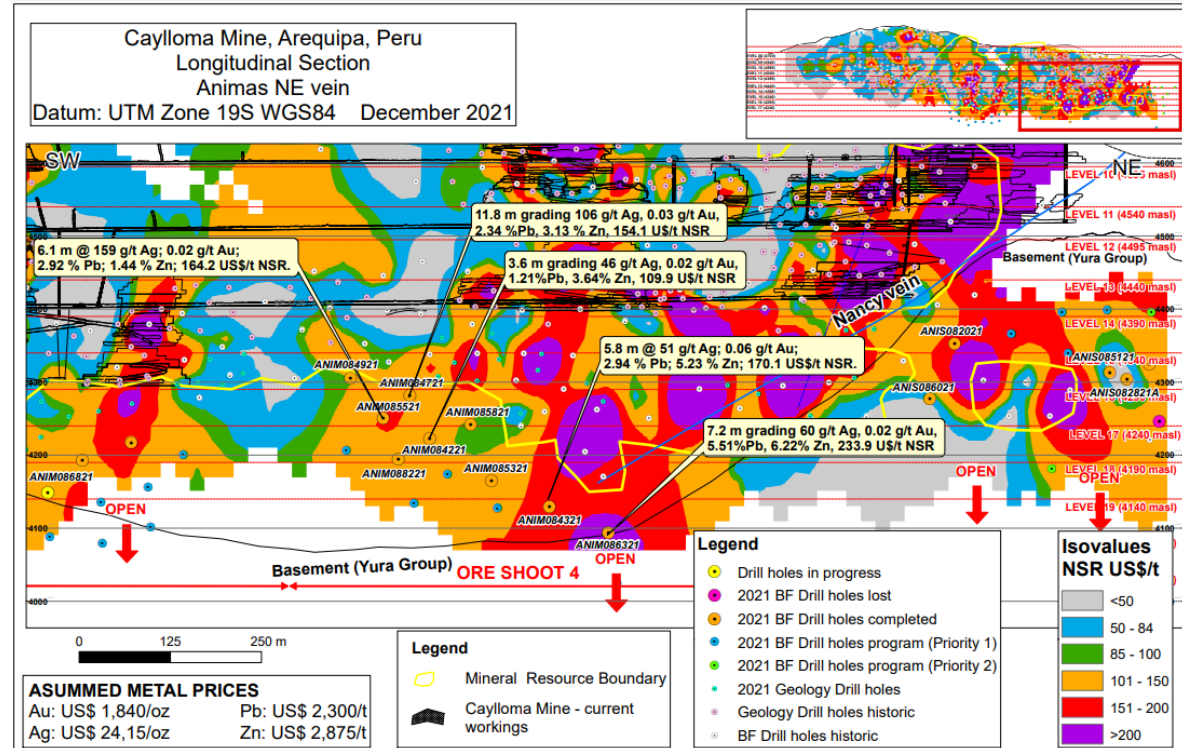 Caylloma Mine, Arequipa, Peru
Longitudinal Section
Animas NE vein
Datum: UTM Zone 19S WGS84 December 2021
SW
NE
4600
LEVEL 11 (4540 masl)
4500
LEVEL 12 (4495 masl)
Basement (Yura Group)
11.8 m grading 106 g/t Ag, 0.03 g/t Au,
2.34 %Pb, 3.13 % Zn, 154.1 US$/t NSR
6.1 m @ 159 g/t Ag; 0.02 g/t Au;
2.92 % Pb; 1.44 % Zn; 164.2 US$/t NSR.
3.6 m grading 46 g/t Ag, 0.02 g/t Au,
1.21%Pb, 3.64% Zn, 109.9 US$/t NSR
LEVEL 13 (4440 masl)
4400
Nancy vein
LEVEL 14 (4390 masl)
ANIS082021
5.8 m @ 51 g/t Ag; 0.06 g/t Au;
2.94 % Pb; 5.23 % Zn; 170.1 US$/t NSR.
ANIS085121
ANIM084921
ANIM084721
4300
4300
ANIS086021
ANIS082821A
ANIM085521
ANIM085821
7.2 m grading 60 g/t Ag, 0.02 g/t Au,
5.51%Pb, 6.22% Zn, 233.9 US$/t NSR
LEVEL 17 (4240 masl)
ANIM084221
4200
4200
LEVEL 18 (4190 masl)
ANIM086821
ANIM088221
ANIM085321
OPEN
OPEN
OPEN
LEVEL 19 (4140 masl)
4100
4100
ANIM084321
ANIM086321
OPEN
Basement (Yura Group)
ORE SHOOT 4
4000
0 125 250 m
ASUMMED METAL PRICES
Au: US$ 1,840/oz Pb: US$ 2,300/t
Ag: US$ 24,15/oz Zn: US$ 2,875/t
Legend
Mineral Resource Boundary
Caylloma Mine - current
workings
Legend
Drill holes in progress
2021 BF Drill holes lost
2021 BF Drill holes completed
2021 BF Drill holes program (Priority 1)
2021 BF Drill holes program (Priority 2)
2021 Geology Drill holes
Geology Drill holes historic
BF Drill holes historic
Isovalues
NSR US$/t
<50
50 - 84
85 - 100
101 - 150
151 - 200
>200